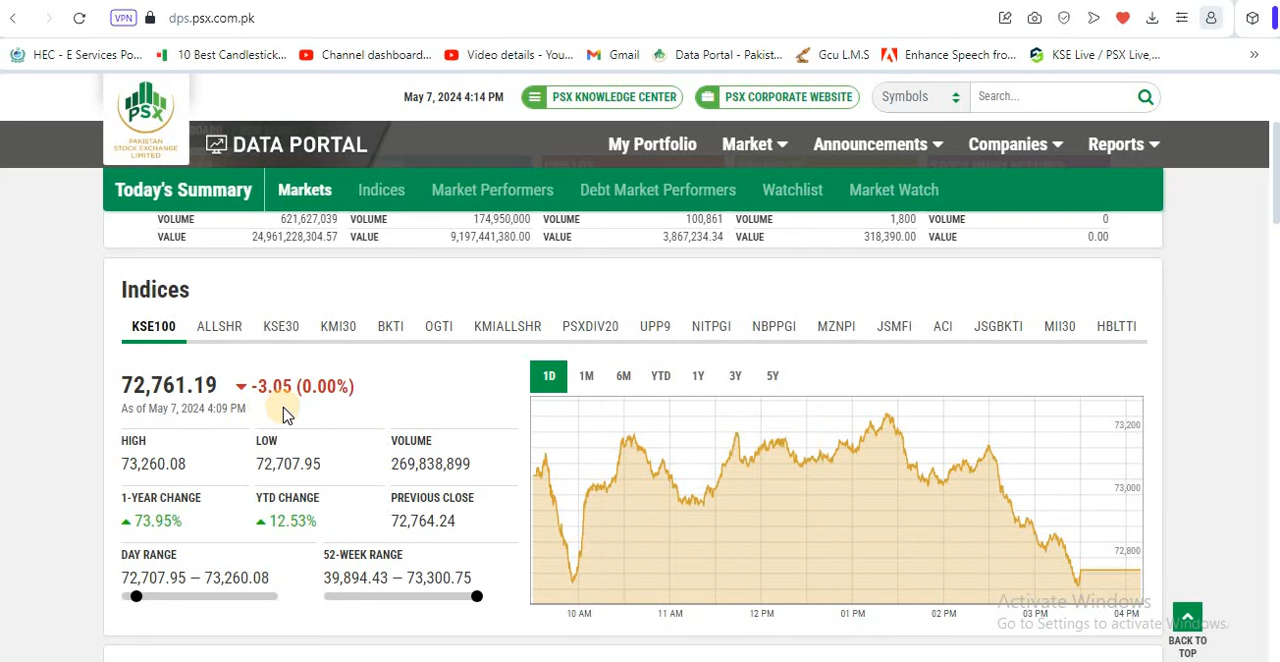 VPN dps.psx.com.pk
HEC - E Services Po... 10 Best Candlestick... Channel dashboard... Video details - You... Gmail Data Portal - Pakist... Gcu L.M.S Enhance Speech fro... KSE Live / PSX Live,... »
PSX
PAKISTAN
STOCK EXCHANGE
LIMITED
May 7, 2024 4:14 PM PSX KNOWLEDGE CENTER PSX CORPORATE WEBSITE Symbols Search...
DATA PORTAL My Portfolio Market Announcements Companies Reports
Today's Summary Markets Indices Market Performers Debt Market Performers Watchlist Market Watch
VOLUME 621,627,039 VOLUME 174,950,000 VOLUME 100,861 VOLUME 1,800 VOLUME 0
VALUE 24,961,228,304.57 VALUE 9,197,441,380.00 VALUE 3,867,234.34 VALUE 318,390.00 VALUE 0.00
Indices
KSE100 ALLSHR KSE30 KMI30 BKTI OGTI KMIALLSHR PSXDIV20 UPP9 NITPGI NBPPGI MZNPI JSMFI ACI JSGBKTI MII30 HBLTTI
72,761.19 -3.05 (0.00%)
As of May 7, 2024 4:09 PM
HIGH LOW VOLUME
73,260.08 72,707.95 269,838,899
1-YEAR CHANGE YTD CHANGE PREVIOUS CLOSE
73.95% 12.53% 72,764.24
DAY RANGE 52-WEEK RANGE
72,707.95 — 73,260.08 39,894.43 — 73,300.75
1D 1M 6M YTD 1Y 3Y 5Y
73,200
73,000
72,800
10 AM 11 AM 12 PM 01 PM 02 PM 03 PM 04 PM
Activate Windows
Go to Settings to activate Windows.
BACK TO
TOP